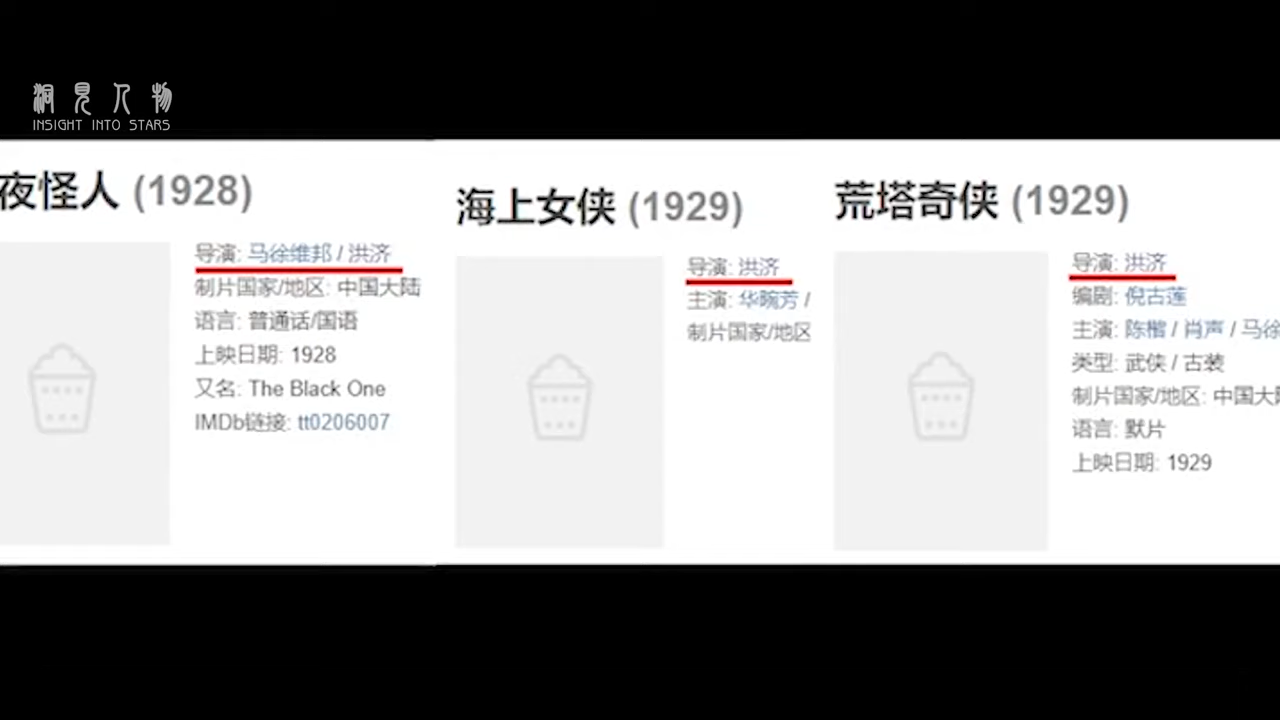 洞見人物
INSIGHT INTO STARS
夜怪人 (1928)
导演: 马徐维邦 / 洪济
制片国家/地区: 中国大陆
语言: 普通话/国语
上映日期: 1928
又名: The Black One
IMDb链接: tt0206007
海上女侠 (1929)
导演: 洪济
主演: 华畹芳 /
制片国家/地区
荒塔奇侠 (1929)
导演: 洪济
编剧: 倪古莲
主演: 陈楷 / 肖声 / 马徐
类型: 武侠 / 古装
制片国家/地区: 中国大陆
语言: 默片
上映日期: 1929